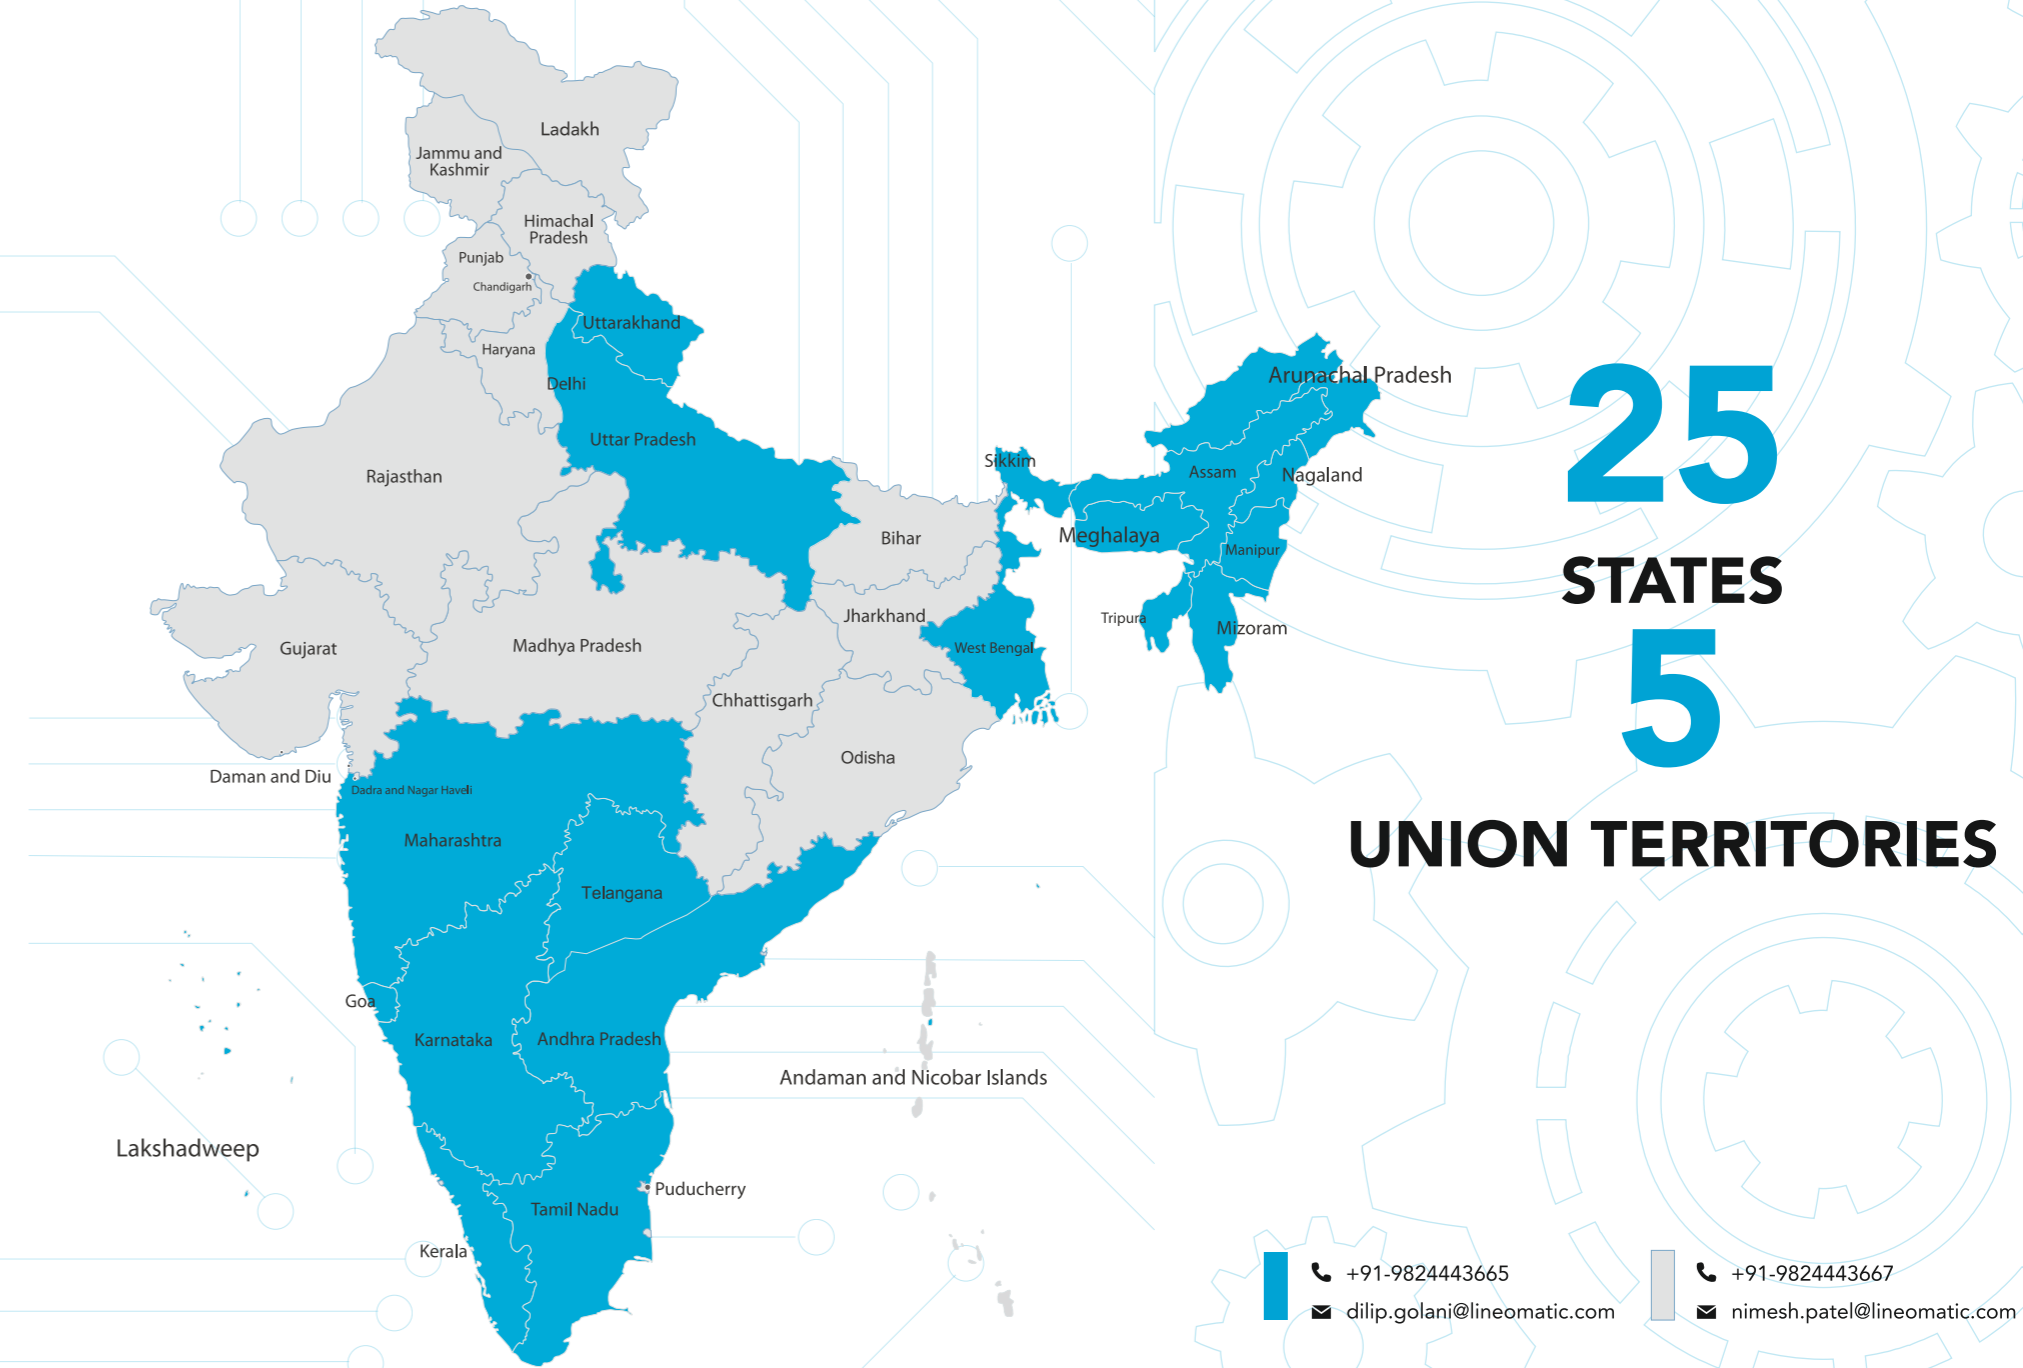 Ladakh
Jammu and
Kashmir
Himachal
Pradesh
Punjab
Chandigarh
Uttarakhand
Haryana
Delhi
Uttar Pradesh
Rajasthan
Arunachal Pradesh
Sikkim
Assam
Nagaland
Meghalaya
Manipur
Tripura
Mizoram
Bihar
Jharkhand
West Bengal
Gujarat
Madhya Pradesh
Chhattisgarh
Odisha
Daman and Diu
Dadra and Nagar Haveli
Maharashtra
Telangana
Goa
Karnataka
Andhra Pradesh
Andaman and Nicobar Islands
Lakshadweep
Puducherry
Tamil Nadu
Kerala
25
STATES
5
UNION TERRITORIES
+91-9824443665
dilip.golani@lineomatic.com
+91-9824443667
nimesh.patel@lineomatic.com